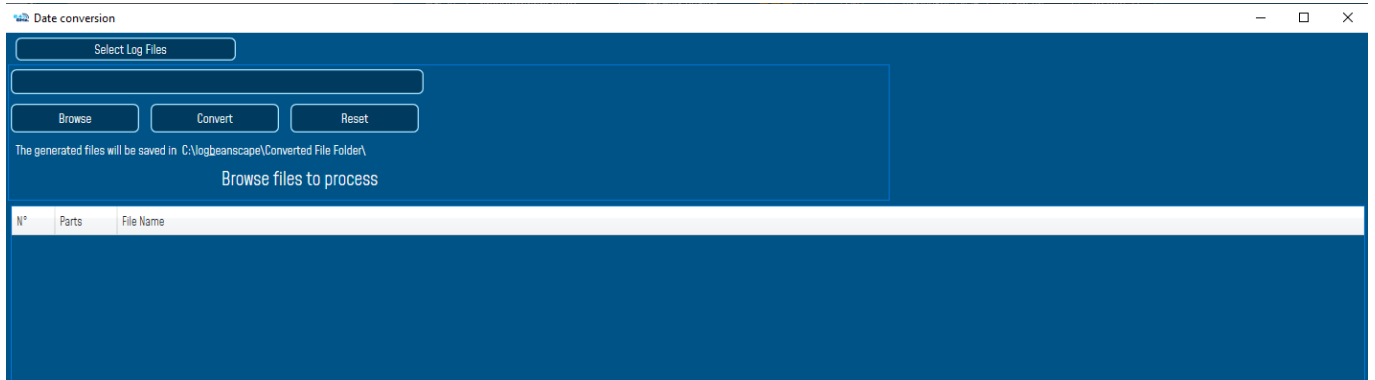 Date conversion
Select Log Files
Browse Convert Reset
The generated files will be saved in C:\logbeanscape\Converted File Folder\
Browse files to process
N° Parts File Name